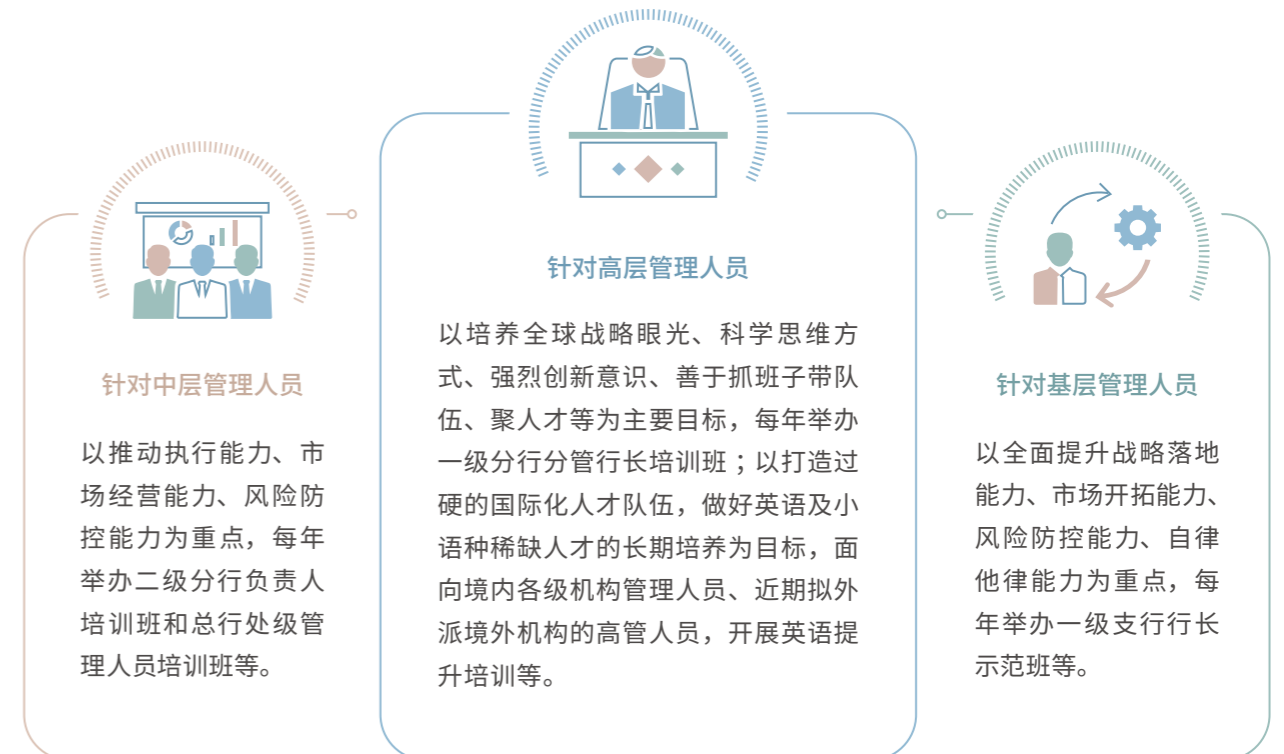 针对中层管理人员
以推动执行能力、市
场经营能力、风险防
控能力为重点，每年
举办二级分行负责人
培训班和总行处级管
理人员培训班等。
针对高层管理人员
以培养全球战略眼光、科学思维方
式、强烈创新意识、善于抓班子带队
伍、聚人才等为主要目标，每年举办
一级分行分管行长培训班；以打造过
硬的国际化人才队伍，做好英语及小
语种稀缺人才的长期培养为目标，面
向境内各级机构管理人员、近期拟外
派境外机构的高管人员，开展英语提
升培训等。
针对基层管理人员
以全面提升战略落地
能力、市场开拓能力、
风险防控能力、自律
他律能力为重点，每
年举办一级支行行长
示范班等。